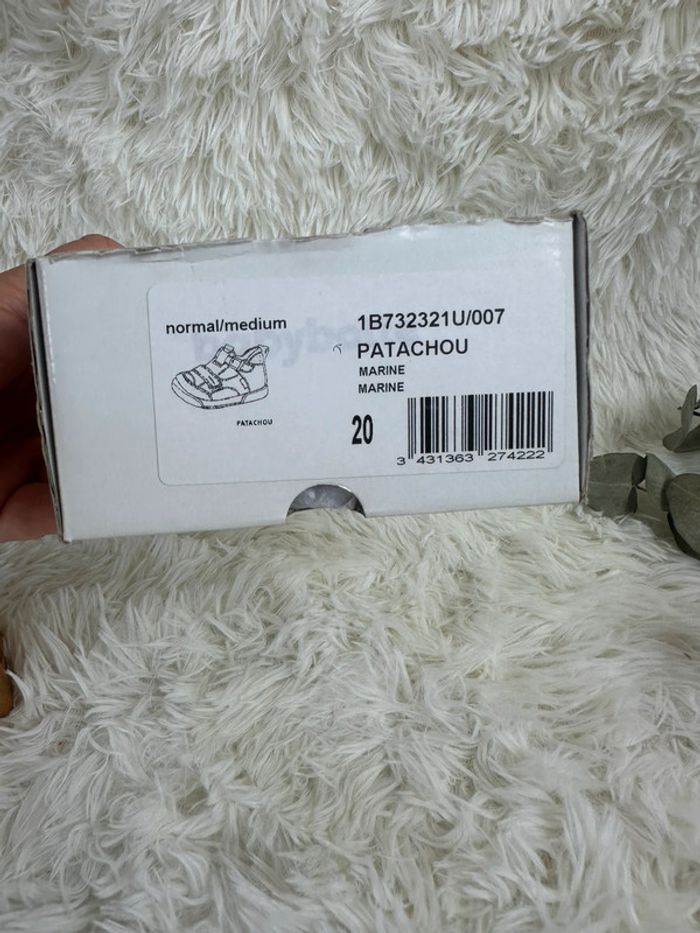 normal/medium
1B732321U/007
PATACHOU
MARINE
MARINE
PATACHOU
20
3 431363 274222